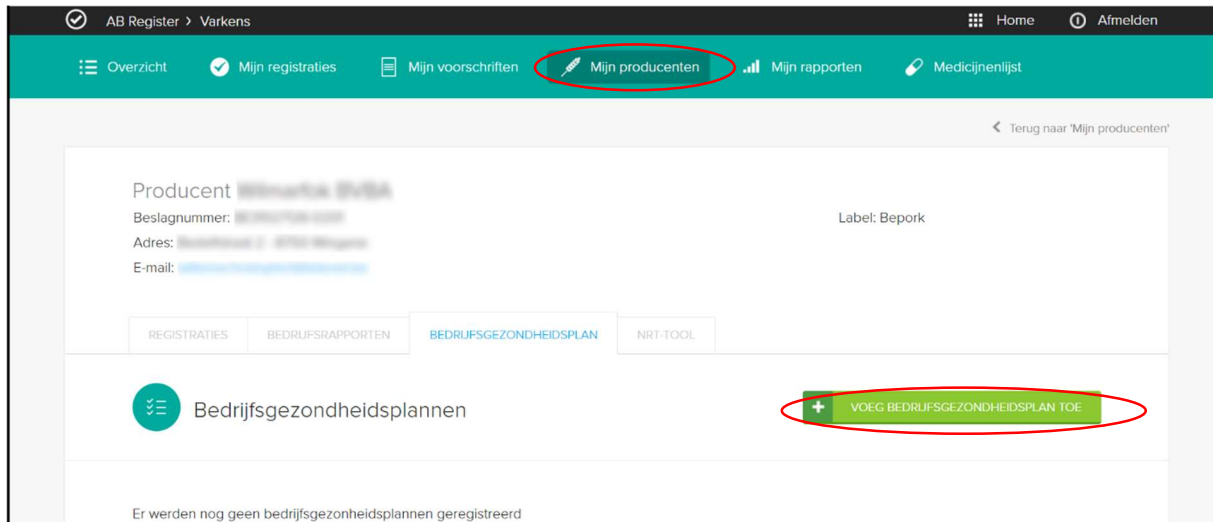 AB Register > Varkens Home Afmelden
Overzicht Mijn registraties Mijn voorschriften Mijn producenten Mijn rapporten Medicijnenlijst
Terug naar 'Mijn producenten'
Producent
Beslagnummer: Label: Bepork
Adres:
E-mail:
REGISTRATIES BEDRIJFSRAPPORTEN BEDRIJFSGEZONDHEIDSPLAN NRT-TOOL
Bedrijfsgezondheidsplannen + VOEG BEDRIJFSGEZONDHEIDSPLAN TOE
Er werden nog geen bedrijfsgezonheidsplannen geregistreerd